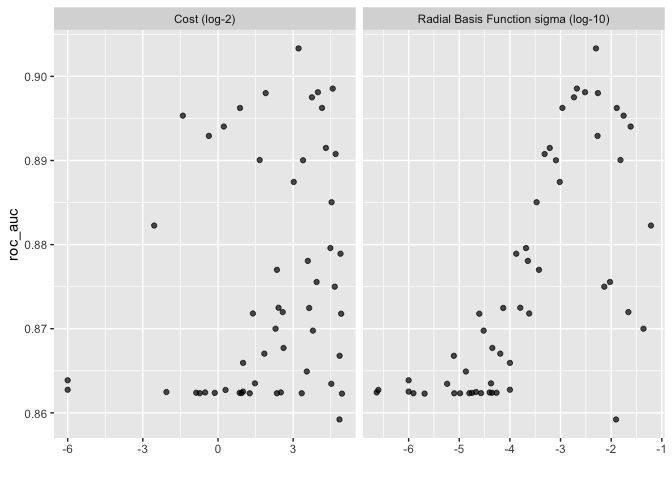 Cost (log-2) Radial Basis Function sigma (log-10)
roc_auc
0.90
0.89
0.88
0.87
0.86
-6 -3 0 3 -6 -5 -4 -3 -2 -1